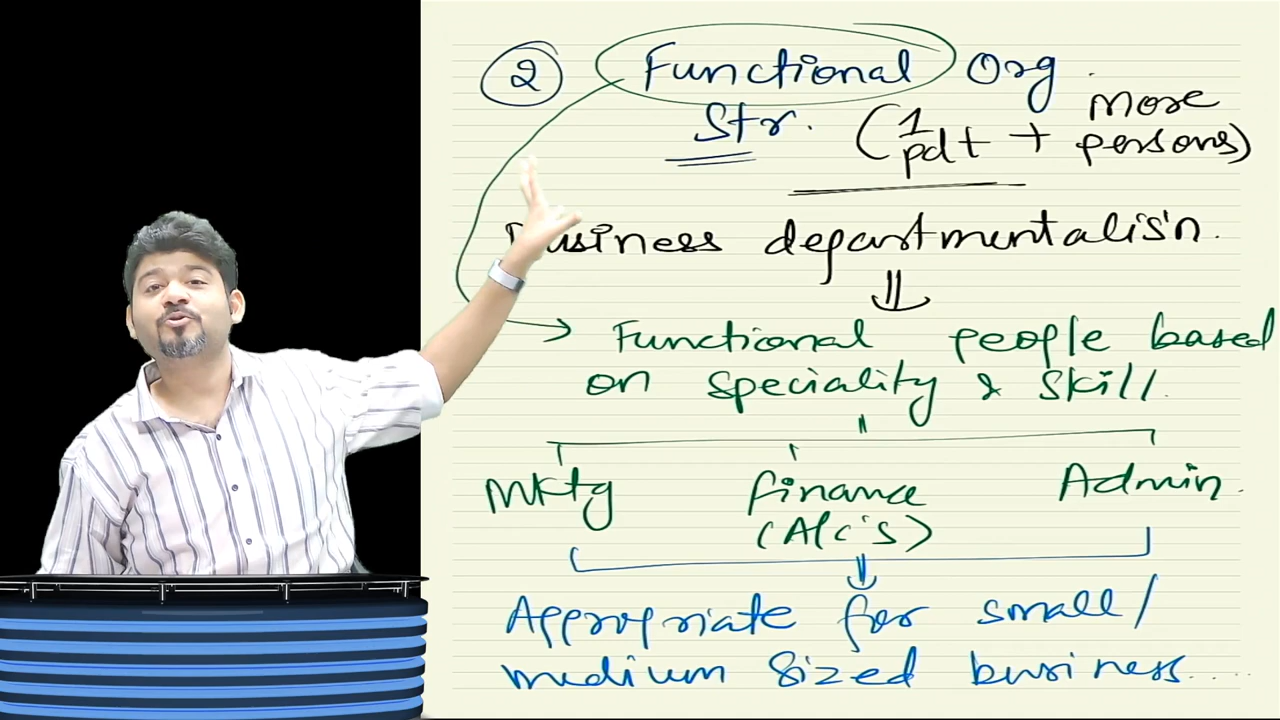 ② Functional Org.
Str. (1 pdt + more persons)
Business departmentalis'n.
Functional people based
on speciality & skill.
Mktg finance Admin.
(A/c's)
Appropriate for small/
medium sized business.....